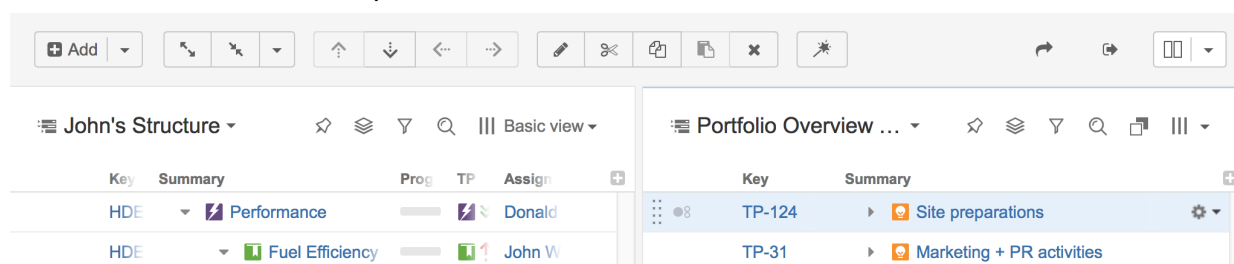 Add
John's Structure
Basic view
Portfolio Overview ...
Key Summary Prog TP Assign
Key Summary
HDE Performance Donald
TP-124 Site preparations
HDE Fuel Efficiency John W
TP-31 Marketing + PR activities